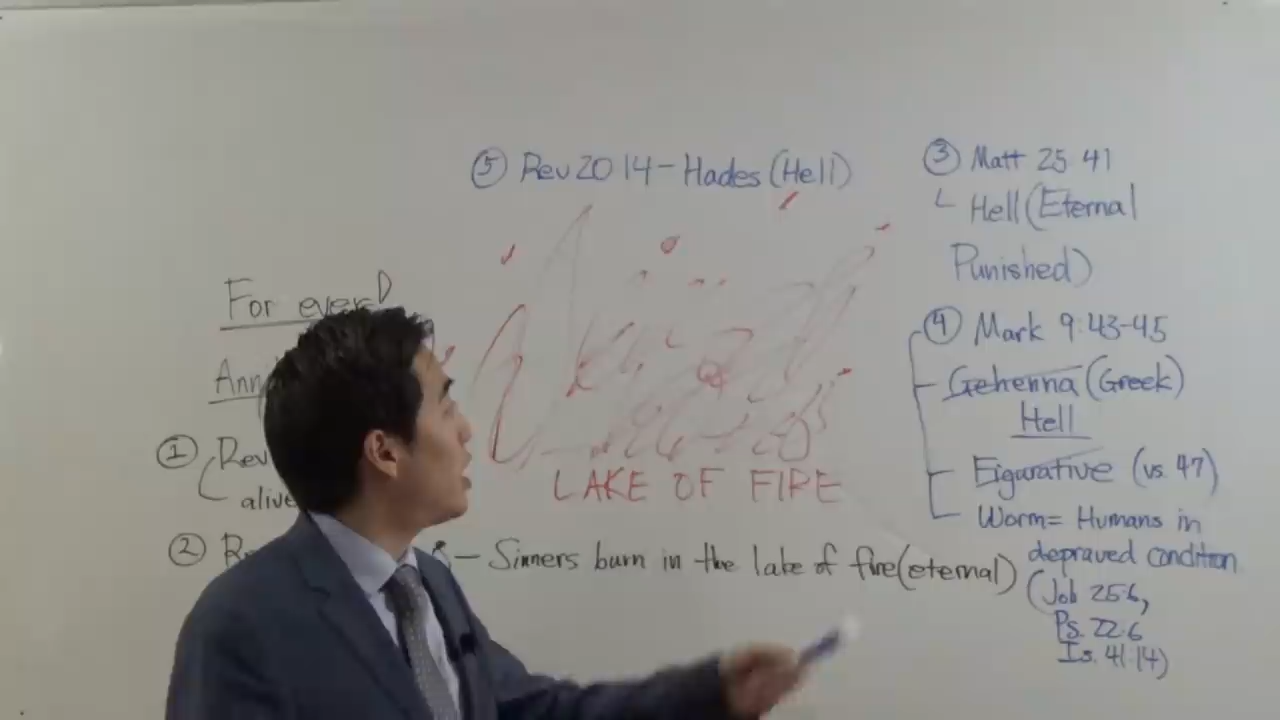 ⑤ Rev 20 14 - Hades (Hell)
LAKE OF FIRE
For ever
① Rev
alive
②
- Sinners burn in the lake of fire (eternal)
③ Matt 25 41
Hell (Eternal
Punished)
④ Mark 9:43-45
Gehenna (Greek)
Hell
Figurative (vs. 47)
Worm = Humans in
depraved condition
(Job 25:6,
Ps. 22:6
Is. 41:14)